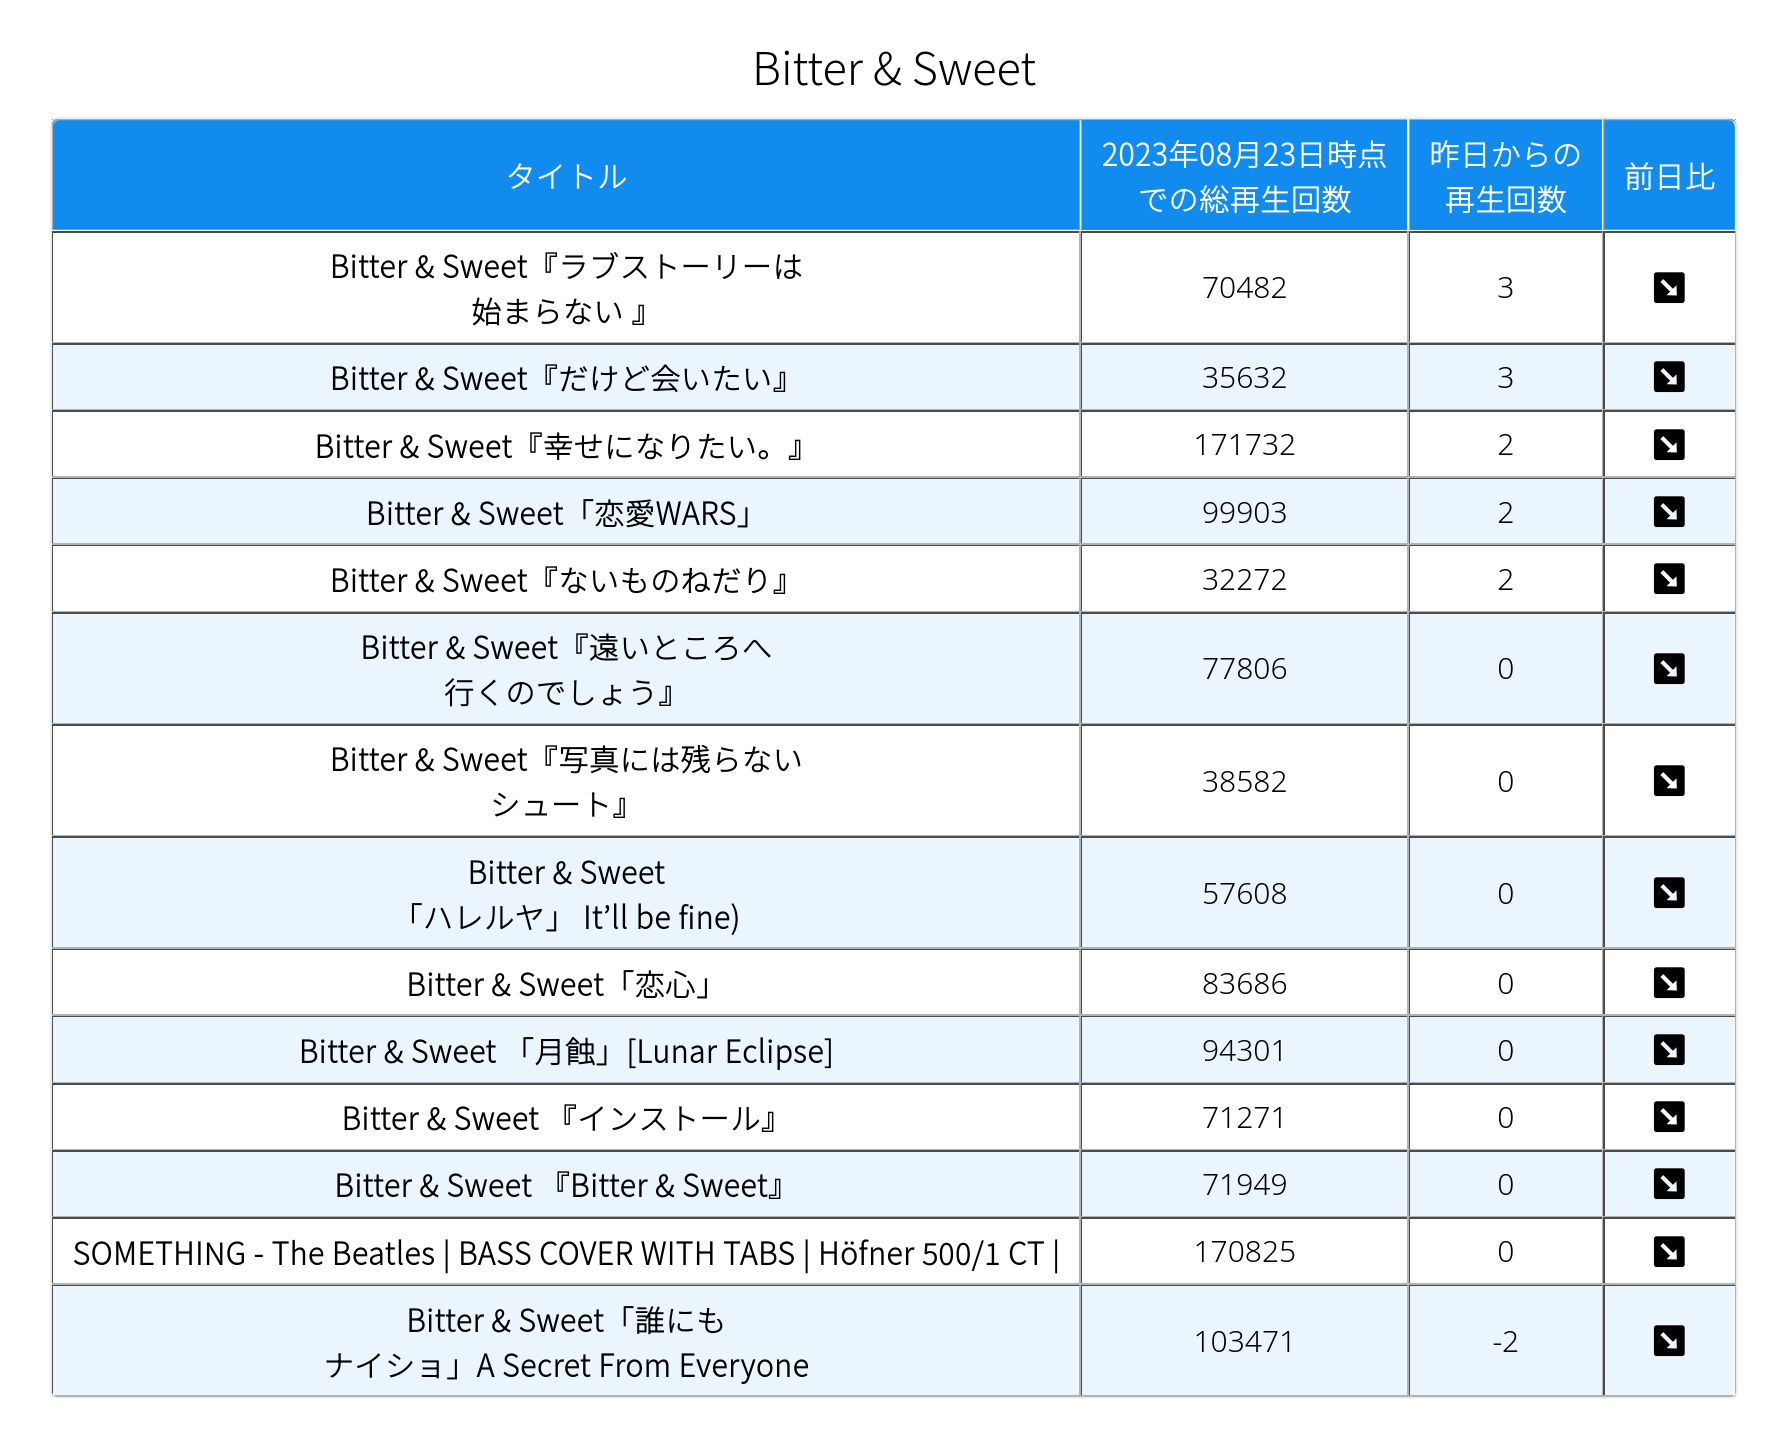 Bitter & Sweet
タイトル
2023年08月23日時点
での総再生回数
昨日からの
再生回数
前日比
Bitter & Sweet『ラブストーリーは
始まらない 』
70482
3
Bitter & Sweet『だけど会いたい』
35632
3
Bitter & Sweet『幸せになりたい。』
171732
2
Bitter & Sweet「恋愛WARS」
99903
2
Bitter & Sweet『ないものねだり』
32272
2
Bitter & Sweet『遠いところへ
行くのでしょう』
77806
0
Bitter & Sweet『写真には残らない
シュート』
38582
0
Bitter & Sweet
「ハレルヤ」 It’ll be fine)
57608
0
Bitter & Sweet「恋心」
83686
0
Bitter & Sweet 「月蝕」[Lunar Eclipse]
94301
0
Bitter & Sweet 『インストール』
71271
0
Bitter & Sweet 『Bitter & Sweet』
71949
0
SOMETHING - The Beatles | BASS COVER WITH TABS | Höfner 500/1 CT |
170825
0
Bitter & Sweet「誰にも
ナイショ」A Secret From Everyone
103471
-2